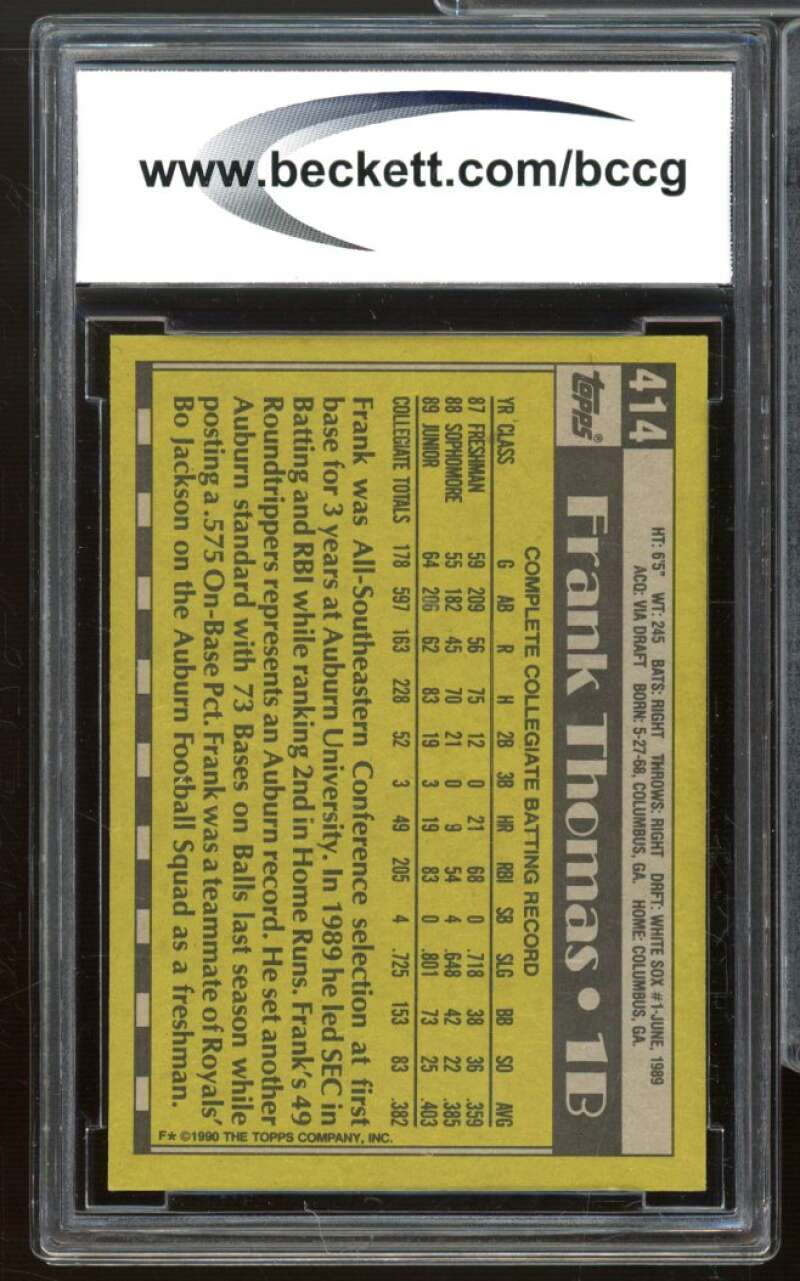 www.beckett.com/bccg
414
HT: 6'5" WT: 245 BATS: RIGHT THROWS: RIGHT DRFT: WHITE SOX #1-JUNE, 1989
ACQ: VIA DRAFT BORN: 5-27-68, COLUMBUS, GA. HOME: COLUMBUS, GA.
topps®
Frank Thomas • 1B
COMPLETE COLLEGIATE BATTING RECORD
YR CLASS G AB R H 2B 3B HR RBI SB SLG BB SO AVG
87 FRESHMAN 59 209 56 75 12 0 21 68 0 .718 38 36 .359
88 SOPHOMORE 55 182 45 70 21 0 9 54 4 .648 42 22 .385
89 JUNIOR 64 206 62 83 19 3 19 83 0 .801 73 25 .403
COLLEGIATE TOTALS 178 597 163 228 52 3 49 205 4 .725 153 83 .382
Frank was All-Southeastern Conference selection at first
base for 3 years at Auburn University. In 1989 he led SEC in
Batting and RBI while ranking 2nd in Home Runs. Frank's 49
Roundtrippers represents an Auburn record. He set another
Auburn standard with 73 Bases on Balls last season while
posting a .575 On-Base Pct. Frank was a teammate of Royals'
Bo Jackson on the Auburn Football Squad as a freshman.
F★ ©1990 THE TOPPS COMPANY, INC.